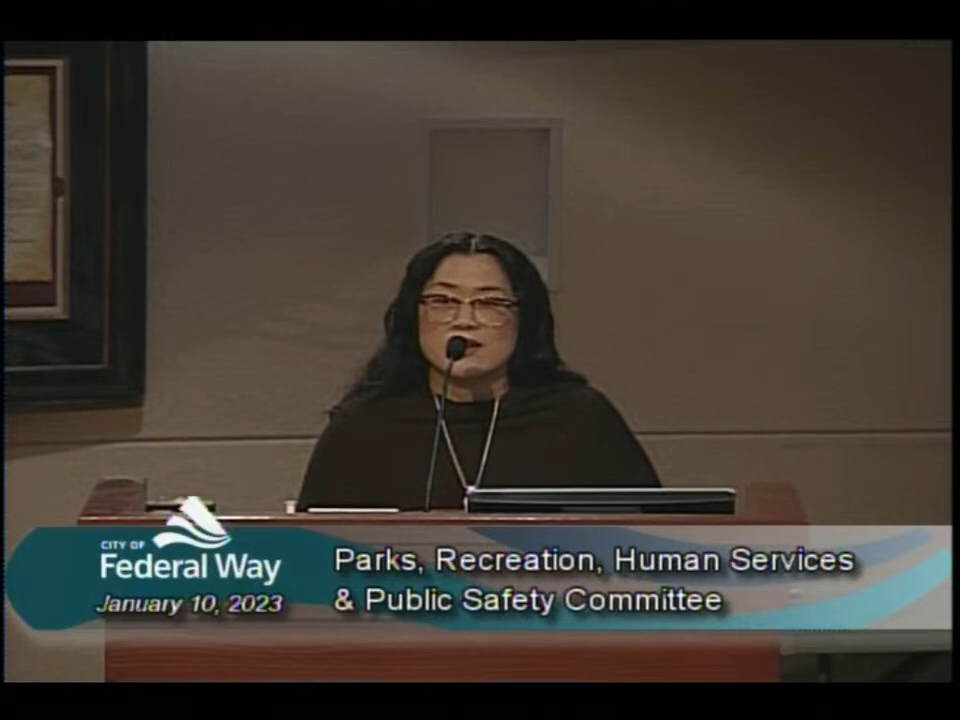 CITY OF
Federal Way
January 10, 2023
Parks, Recreation, Human Services
& Public Safety Committee